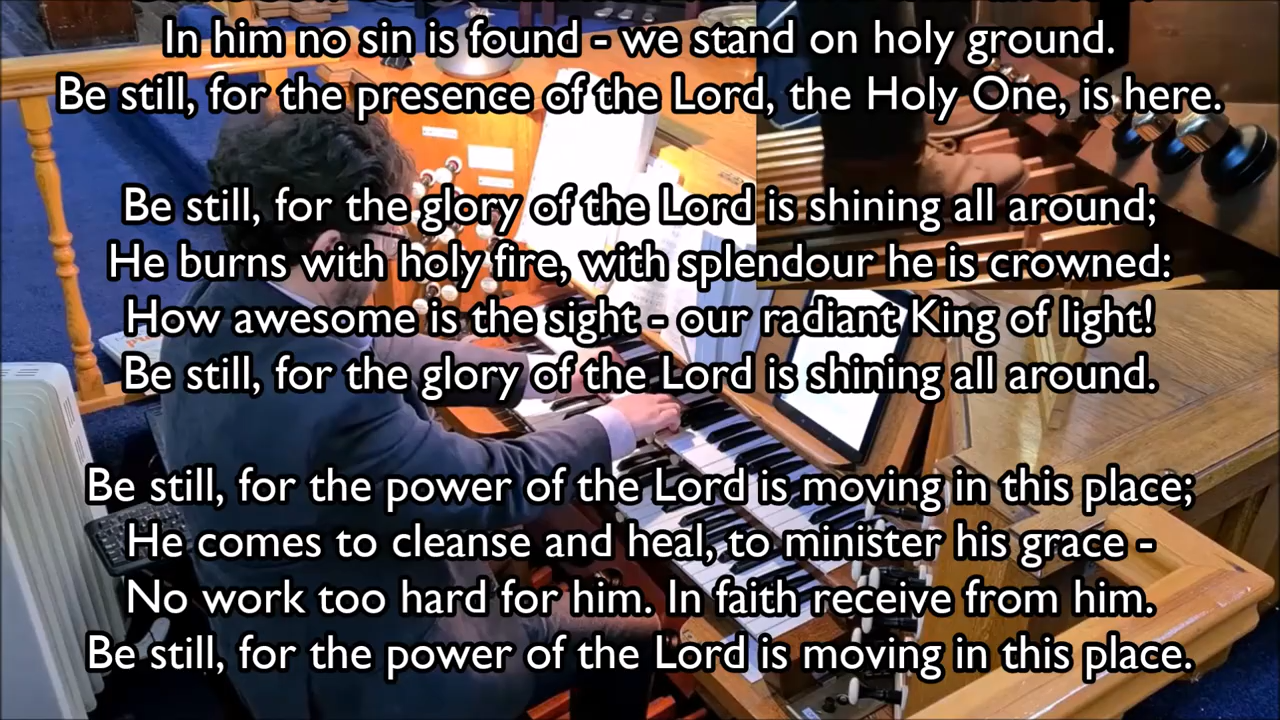 In him no sin is found - we stand on holy ground.
Be still, for the presence of the Lord, the Holy One, is here.
Be still, for the glory of the Lord is shining all around;
He burns with holy fire, with splendour he is crowned:
How awesome is the sight - our radiant King of light!
Be still, for the glory of the Lord is shining all around.
Be still, for the power of the Lord is moving in this place;
He comes to cleanse and heal, to minister his grace -
No work too hard for him. In faith receive from him.
Be still, for the power of the Lord is moving in this place.